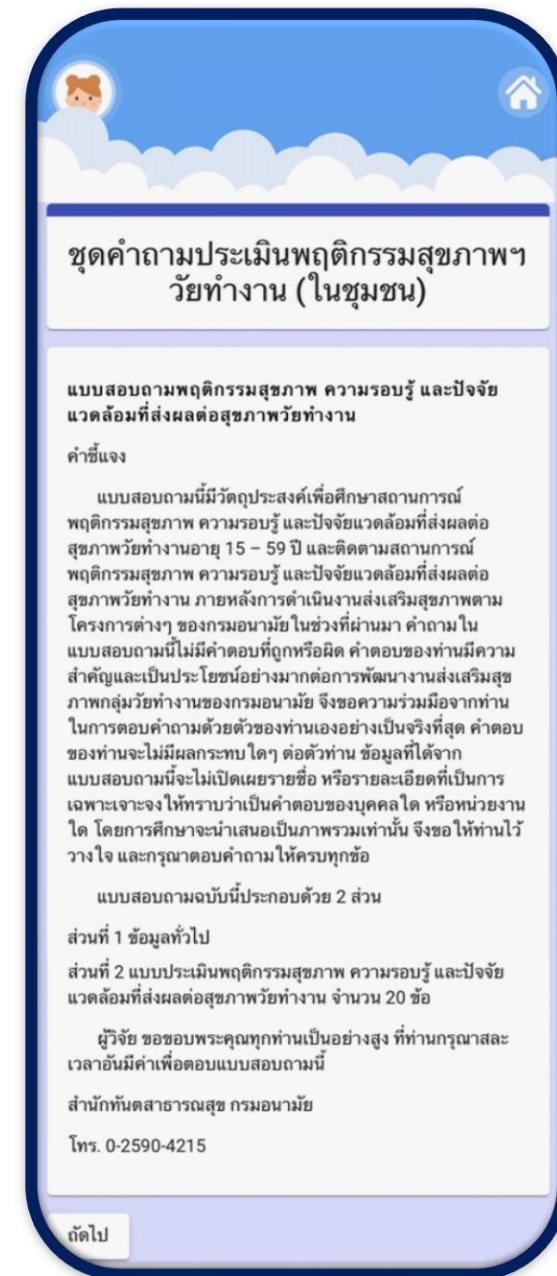 ชุดคำถามประเมินพฤติกรรมสุขภาพฯ
วัยทำงาน (ในชุมชน)
แบบสอบถามพฤติกรรมสุขภาพ ความรอบรู้ และปัจจัย
แวดล้อมที่ส่งผลต่อสุขภาพวัยทำงาน
คำชี้แจง
แบบสอบถามนี้มีวัตถุประสงค์เพื่อศึกษาสถานการณ์
พฤติกรรมสุขภาพ ความรอบรู้ และปัจจัยแวดล้อมที่ส่งผลต่อ
สุขภาพวัยทำงานอายุ 15 – 59 ปี และติดตามสถานการณ์
พฤติกรรมสุขภาพ ความรอบรู้ และปัจจัยแวดล้อมที่ส่งผลต่อ
สุขภาพวัยทำงาน ภายหลังการดำเนินงานส่งเสริมสุขภาพตาม
โครงการต่างๆ ของกรมอนามัย ในช่วงที่ผ่านมา คำถามใน
แบบสอบถามนี้ไม่มีคำตอบที่ถูกหรือผิด คำตอบของท่านมีความ
สำคัญและเป็นประโยชน์อย่างมากต่อการพัฒนางานส่งเสริมสุข
ภาพกลุ่มวัยทำงานของกรมอนามัย จึงขอความร่วมมือจากท่าน
ในการตอบคำถามด้วยตัวของท่านเองอย่างเป็นจริงที่สุด คำตอบ
ของท่านจะไม่มีผลกระทบใดๆ ต่อตัวท่าน ข้อมูลที่ได้จาก
แบบสอบถามนี้จะไม่เปิดเผยรายชื่อ หรือรายละเอียดที่เป็นการ
เฉพาะเจาะจงให้ทราบว่าเป็นคำตอบของบุคคลใด หรือหน่วยงาน
ใด โดยการศึกษาจะนำเสนอเป็นภาพรวมเท่านั้น จึงขอให้ท่านไว้
วางใจ และกรุณาตอบคำถามให้ครบทุกข้อ
แบบสอบถามฉบับนี้ประกอบด้วย 2 ส่วน
ส่วนที่ 1 ข้อมูลทั่วไป
ส่วนที่ 2 แบบประเมินพฤติกรรมสุขภาพ ความรอบรู้ และปัจจัย
แวดล้อมที่ส่งผลต่อสุขภาพวัยทำงาน จำนวน 20 ข้อ
ผู้วิจัย ขอขอบพระคุณทุกท่านเป็นอย่างสูง ที่ท่านกรุณาสละ
เวลาอันมีค่าเพื่อตอบแบบสอบถามนี้
สำนักทันตสาธารณสุข กรมอนามัย
โทร. 0-2590-4215
ถัดไป